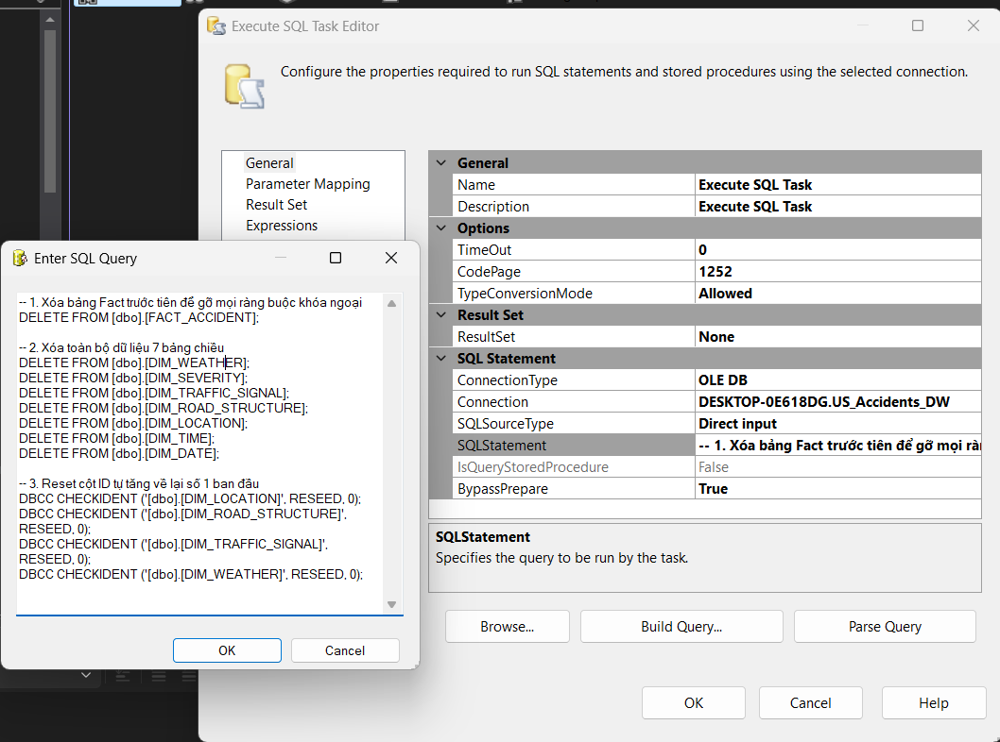 Execute SQL Task Editor
Configure the properties required to run SQL statements and stored procedures using the selected connection.
General
Parameter Mapping
Result Set
Expressions
General
Name Execute SQL Task
Description Execute SQL Task
Options
TimeOut 0
CodePage 1252
TypeConversionMode Allowed
Result Set
ResultSet None
SQL Statement
ConnectionType OLE DB
Connection DESKTOP-0E618DG.US_Accidents_DW
SQLSourceType Direct input
SQLStatement -- 1. Xóa bảng Fact trước tiên để gỡ mọi rà
IsQueryStoredProcedure False
BypassPrepare True
SQLStatement
Specifies the query to be run by the task.
Browse...
Build Query...
Parse Query
OK
Cancel
Help
Enter SQL Query
-- 1. Xóa bảng Fact trước tiên để gỡ mọi ràng buộc khóa ngoại
DELETE FROM [dbo].[FACT_ACCIDENT];
-- 2. Xóa toàn bộ dữ liệu 7 bảng chiều
DELETE FROM [dbo].[DIM_WEATHER];
DELETE FROM [dbo].[DIM_SEVERITY];
DELETE FROM [dbo].[DIM_TRAFFIC_SIGNAL];
DELETE FROM [dbo].[DIM_ROAD_STRUCTURE];
DELETE FROM [dbo].[DIM_LOCATION];
DELETE FROM [dbo].[DIM_TIME];
DELETE FROM [dbo].[DIM_DATE];
-- 3. Reset cột ID tự tăng về lại số 1 ban đầu
DBCC CHECKIDENT ('[dbo].[DIM_LOCATION]', RESEED, 0);
DBCC CHECKIDENT ('[dbo].[DIM_ROAD_STRUCTURE]',
RESEED, 0);
DBCC CHECKIDENT ('[dbo].[DIM_TRAFFIC_SIGNAL]',
RESEED, 0);
DBCC CHECKIDENT ('[dbo].[DIM_WEATHER]', RESEED, 0);
OK
Cancel